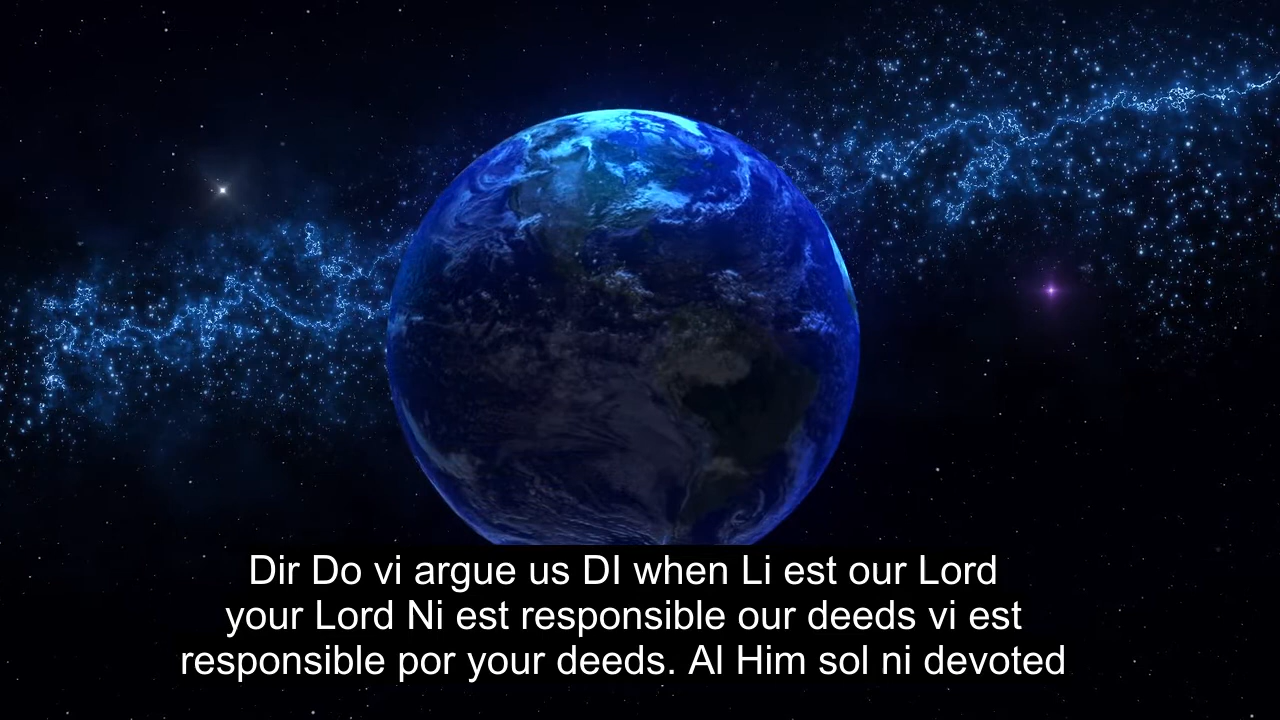 Dir Do vi argue us DI when Li est our Lord
your Lord Ni est responsible our deeds vi est
responsible por your deeds. Al Him sol ni devoted